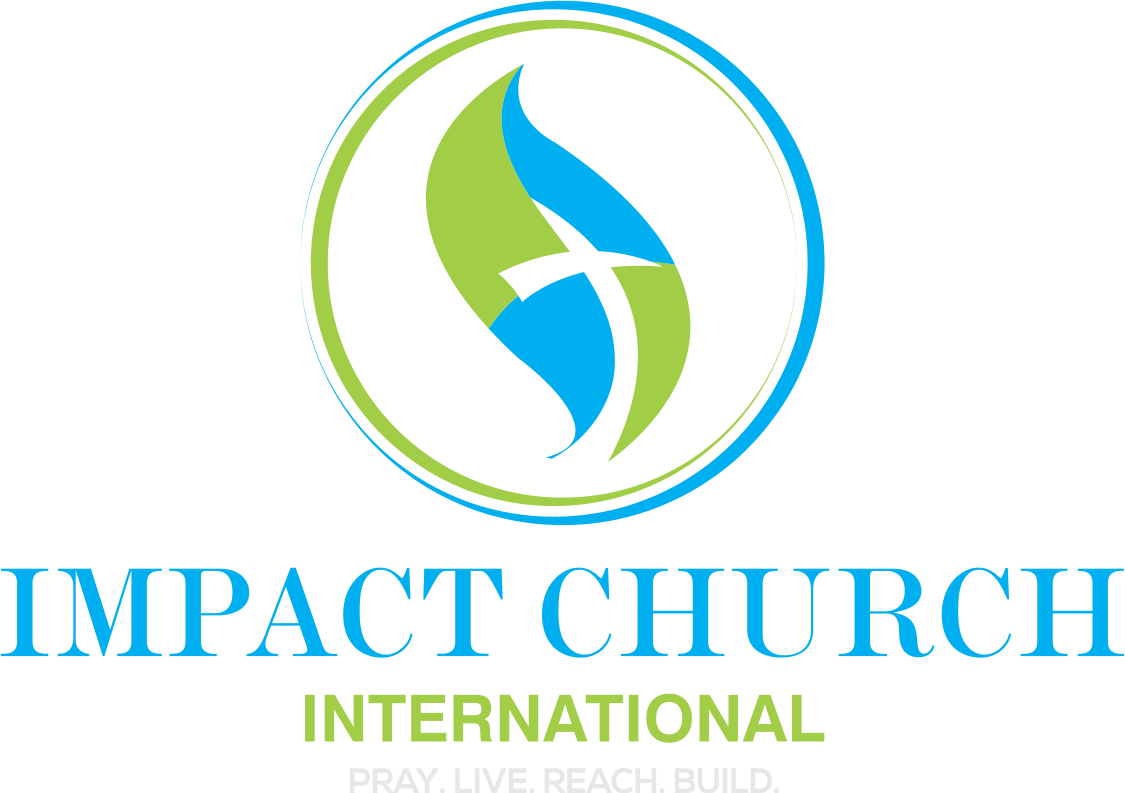 IMPACT CHURCH
INTERNATIONAL
PRAY. LIVE. REACH. BUILD.